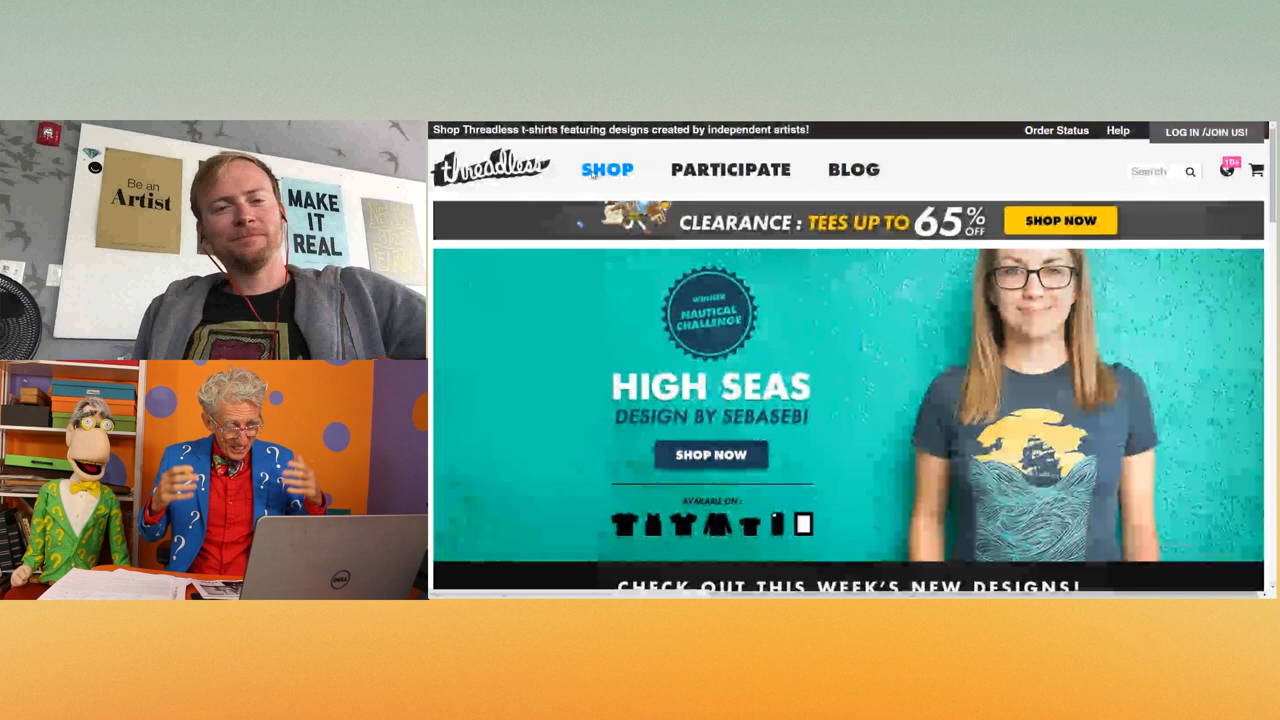 Be an
Artist
MAKE
IT
REAL
DELL
Shop Threadless t-shirts featuring designs created by independent artists!
Order Status
Help
LOG IN /JOIN US!
threadless
SHOP
PARTICIPATE
BLOG
Search
10+
CLEARANCE : TEES UP TO 65% OFF
SHOP NOW
WINNER
NAUTICAL
CHALLENGE
HIGH SEAS
DESIGN BY SEBASEBI
SHOP NOW
AVAILABLE ON :
CHECK OUT THIS WEEK'S NEW DESIGNS!